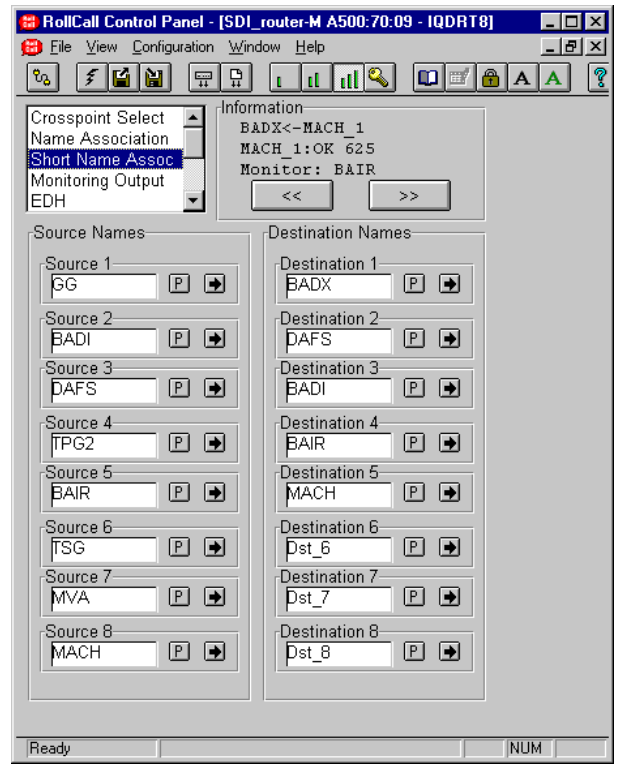 RollCall Control Panel - [SDI_router-M A500:70:09 - IQDRT8]
File View Configuration Window Help
A A ?
Crosspoint Select
Name Association
Short Name Assoc
Monitoring Output
EDH
Information
BADX<-MACH_1
MACH_1:OK 625
Monitor: BAIR
<< >>
Source Names
Source 1
GG P
Source 2
BADI P
Source 3
DAFS P
Source 4
TPG2 P
Source 5
BAIR P
Source 6
TSG P
Source 7
MVA P
Source 8
MACH P
Destination Names
Destination 1
BADX P
Destination 2
DAFS P
Destination 3
BADI P
Destination 4
BAIR P
Destination 5
MACH P
Destination 6
Dst_6 P
Destination 7
Dst_7 P
Destination 8
Dst_8 P
Ready NUM